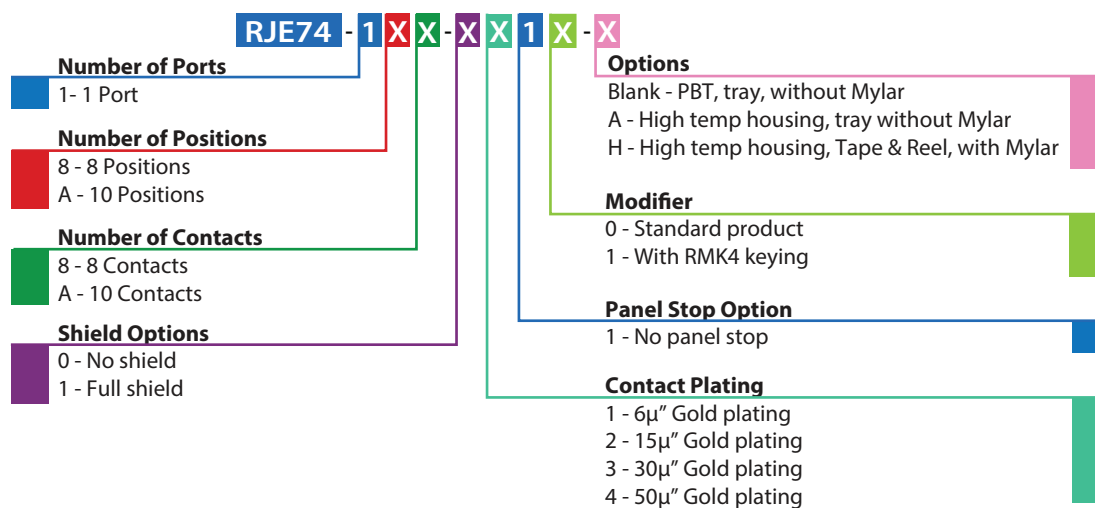 RJE74 - 1 X X - X X 1 X - X
Number of Ports
1- 1 Port
Number of Positions
8 - 8 Positions
A - 10 Positions
Number of Contacts
8 - 8 Contacts
A - 10 Contacts
Shield Options
0 - No shield
1 - Full shield
Options
Blank - PBT, tray, without Mylar
A - High temp housing, tray without Mylar
H - High temp housing, Tape & Reel, with Mylar
Modifier
0 - Standard product
1 - With RMK4 keying
Panel Stop Option
1 - No panel stop
Contact Plating
1 - 6µ” Gold plating
2 - 15µ” Gold plating
3 - 30µ” Gold plating
4 - 50µ” Gold plating